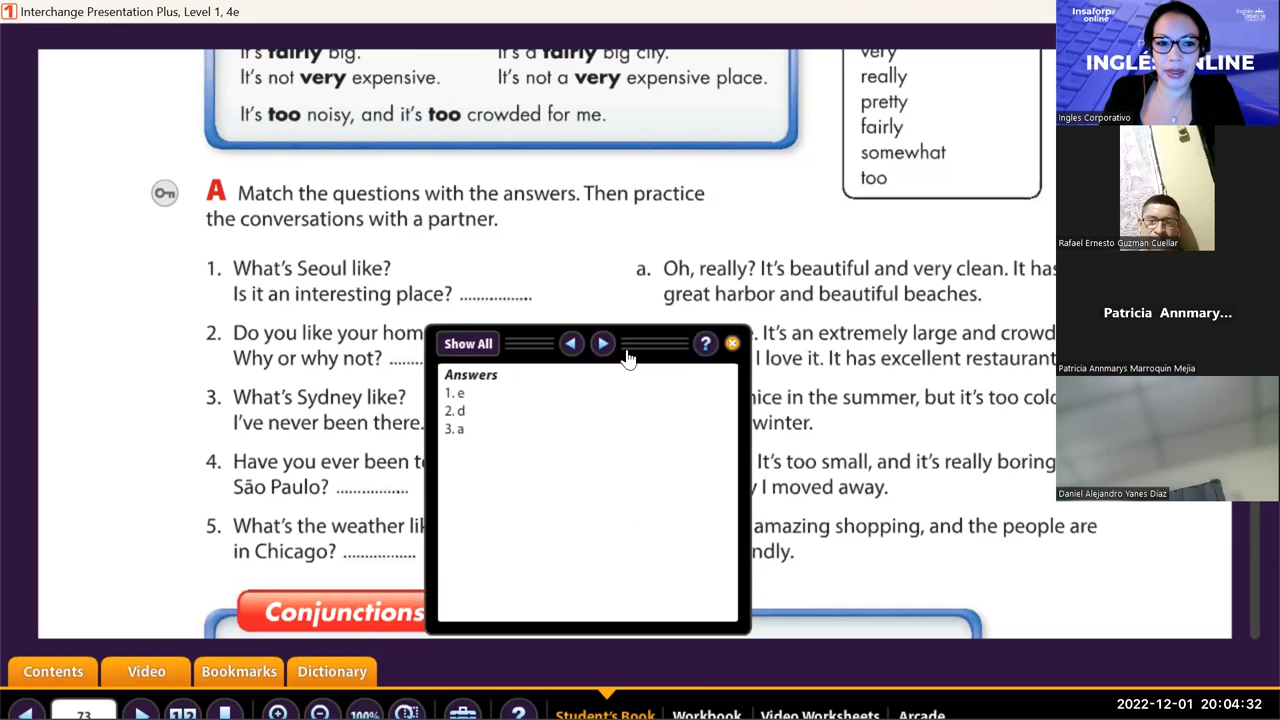 Interchange Presentation Plus, Level 1, 4e
It's fairly big.
It's a fairly big city.
It's not very expensive.
It's not a very expensive place.
It's too noisy, and it's too crowded for me.
very
really
pretty
fairly
somewhat
too
A Match the questions with the answers. Then practice
the conversations with a partner.
1. What's Seoul like?
Is it an interesting place? ................
2. Do you like your hom
Why or why not?
3. What's Sydney like?
I've never been there.
4. Have you ever been t
São Paulo? ................
5. What's the weather li
in Chicago? ................
a. Oh, really? It's beautiful and very clean. It has
great harbor and beautiful beaches.
. It's an extremely large and crowd
I love it. It has excellent restaurant
nice in the summer, but it's too col
winter.
It's too small, and it's really boring
y I moved away.
amazing shopping, and the people are
ndly.
Show All
?
Answers
1. e
2. d
3. a
Conjunctions
Contents
Video
Bookmarks
Dictionary
73
100%
?
Student's Book
Workbook
Video Worksheets
Arcade
Insaforp
online
Inglés
INGLÉS ONLINE
Ingles Corporativo
Rafael Ernesto Guzman Cuellar
Patricia Annmary...
Patricia Annmarys Marroquin Mejia
Daniel Alejandro Yanes Díaz
2022-12-01 20:04:32